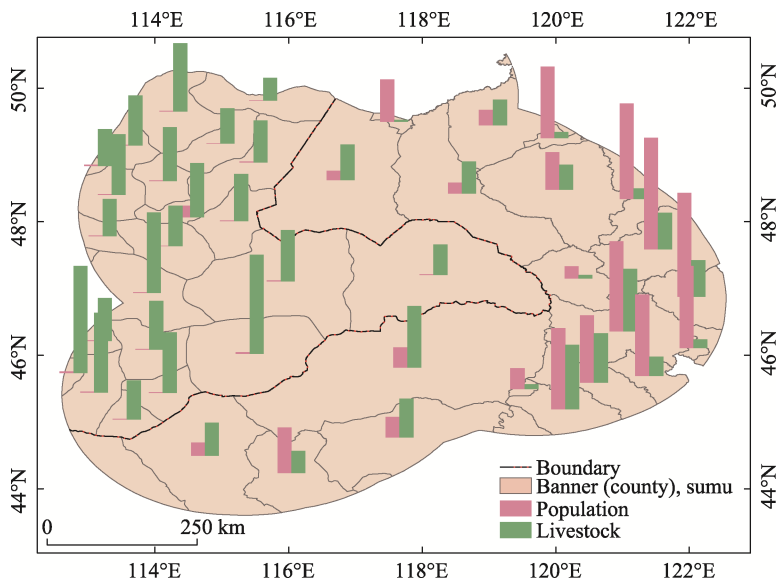 114°E 116°E 118°E 120°E 122°E
50°N 50°N
48°N 48°N
46°N 46°N
44°N 44°N
Boundary
Banner (county), sumu
Population
Livestock
0 250 km
114°E 116°E 118°E 120°E 122°E